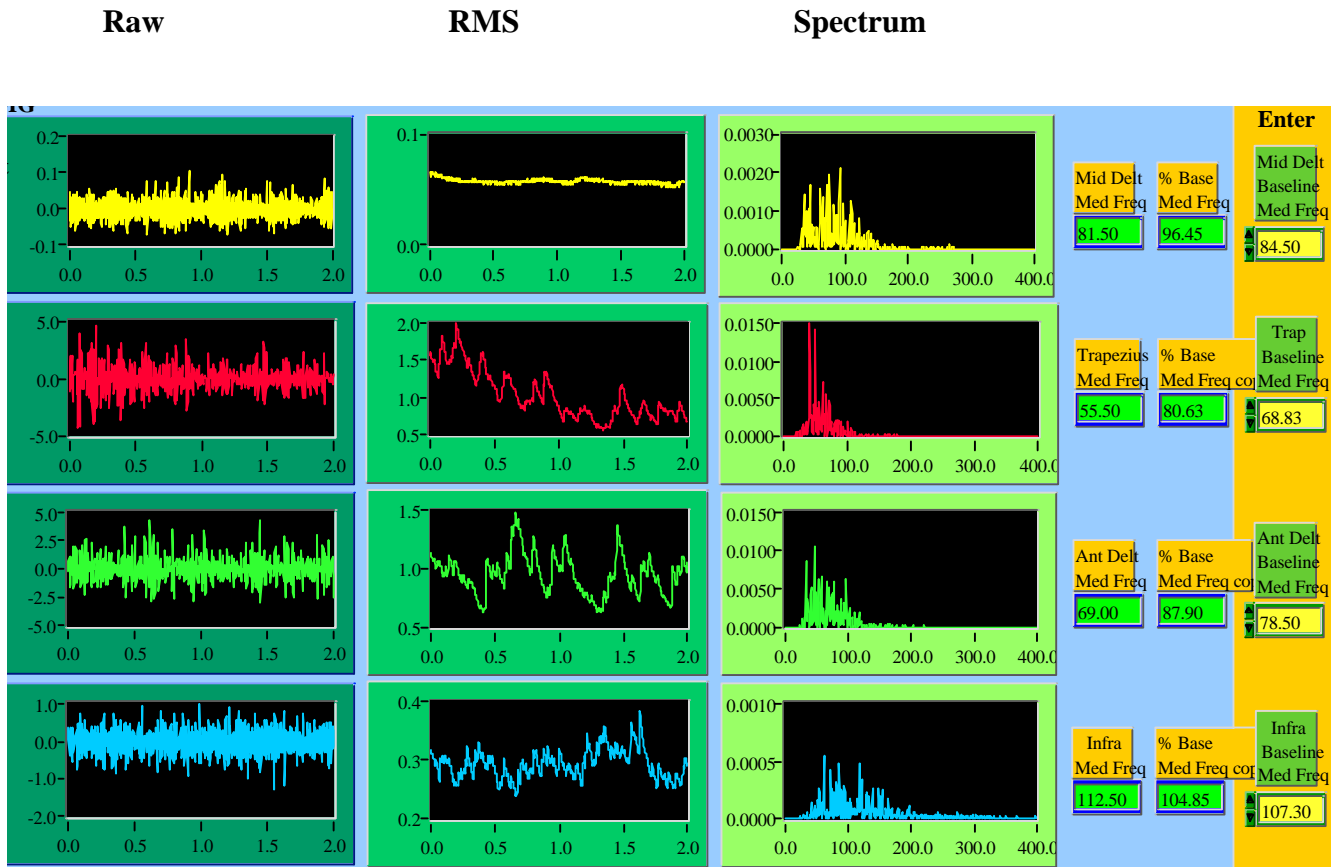 Raw RMS Spectrum
Enter
0.2
0.1
0.0
-0.1
0.0 0.5 1.0 1.5 2.0
0.1
0.0
0.0 0.5 1.0 1.5 2.0
0.0030
0.0020
0.0010
0.0000
0.0 100.0 200.0 300.0 400.0
Mid Delt
Med Freq
81.50
% Base
Med Freq
96.45
Mid Delt
Baseline
Med Freq
84.50
5.0
0.0
-5.0
0.0 0.5 1.0 1.5 2.0
2.0
1.5
1.0
0.5
0.0 0.5 1.0 1.5 2.0
0.0150
0.0100
0.0050
0.0000
0.0 100.0 200.0 300.0 400.0
Trapezius
Med Freq
55.50
% Base
Med Freq cop
80.63
Trap
Baseline
Med Freq
68.83
5.0
2.5
0.0
-2.5
-5.0
0.0 0.5 1.0 1.5 2.0
1.5
1.0
0.5
0.0 0.5 1.0 1.5 2.0
0.0150
0.0100
0.0050
0.0000
0.0 100.0 200.0 300.0 400.0
Ant Delt
Med Freq
69.00
% Base
Med Freq cop
87.90
Ant Delt
Baseline
Med Freq
78.50
1.0
0.0
-1.0
-2.0
0.0 0.5 1.0 1.5 2.0
0.4
0.3
0.2
0.0 0.5 1.0 1.5 2.0
0.0010
0.0005
0.0000
0.0 100.0 200.0 300.0 400.0
Infra
Med Freq
112.50
% Base
Med Freq cop
104.85
Infra
Baseline
Med Freq
107.30